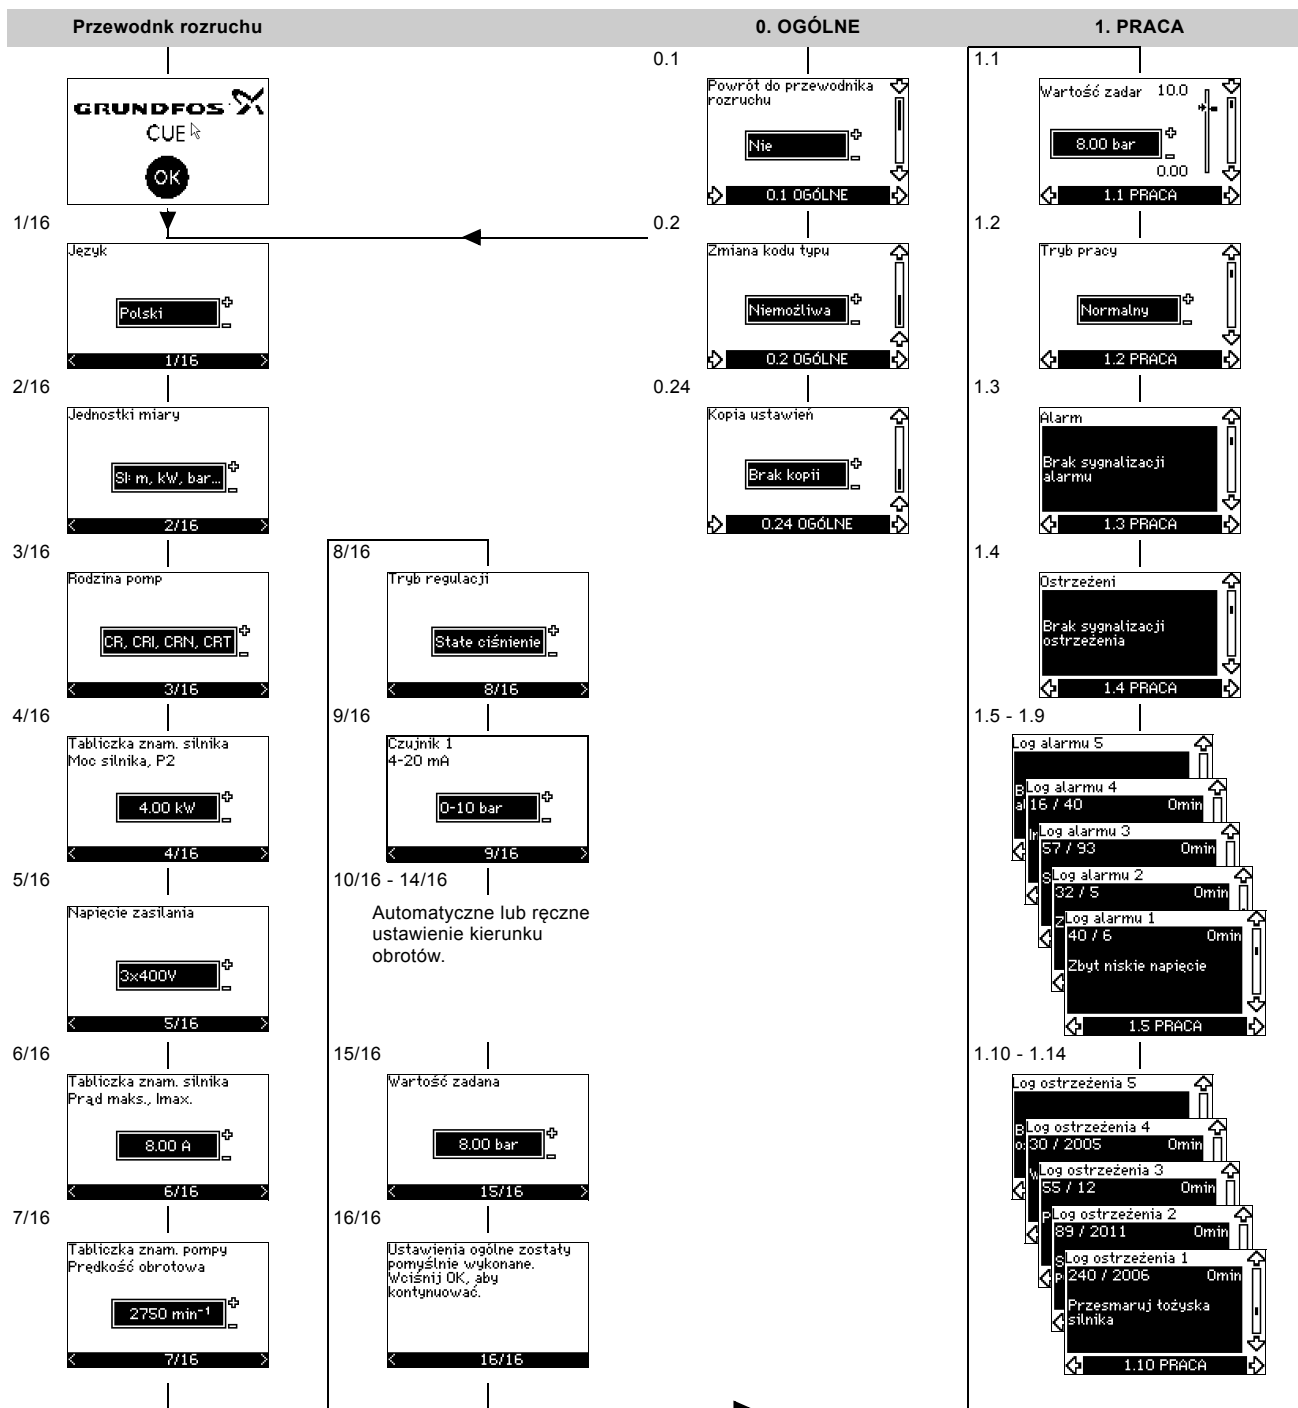 Przewodnk rozruchu
0. OGÓLNE
1. PRACA
GRUNDFOS
CUE
OK
1/16
Język
Polski
1/16
2/16
Jednostki miary
SI: m, kW, bar...
2/16
3/16
Rodzina pomp
CR, CRI, CRN, CRT
3/16
4/16
Tabliczka znam. silnika
Moc silnika, P2
4.00 kW
4/16
5/16
Napięcie zasilania
3x400V
5/16
6/16
Tabliczka znam. silnika
Prąd maks., Imax.
8.00 A
6/16
7/16
Tabliczka znam. pompy
Prędkość obrotowa
2750 min⁻¹
7/16
8/16
Tryb regulacji
Stałe ciśnienie
8/16
9/16
Czujnik 1
4-20 mA
0-10 bar
9/16
10/16 - 14/16
Automatyczne lub ręczne
ustawienie kierunku
obrotów.
15/16
Wartość zadana
8.00 bar
15/16
16/16
Ustawienia ogólne zostały
pomyślnie wykonane.
Wciśnij OK, aby
kontynuować.
16/16
0.1
Powrót do przewodnika
rozruchu
Nie
0.1 OGÓLNE
0.2
Zmiana kodu typu
Niemożliwa
0.2 OGÓLNE
0.24
Kopia ustawień
Brak kopii
0.24 OGÓLNE
1.1
Wartość zadar
10.0
8.00 bar
0.00
1.1 PRACA
1.2
Tryb pracy
Normalny
1.2 PRACA
1.3
Alarm
Brak sygnalizacji
alarmu
1.3 PRACA
1.4
Ostrzeżeni
Brak sygnalizacji
ostrzeżenia
1.4 PRACA
1.5 - 1.9
Log alarmu 5
Log alarmu 4
16 / 40 0min
Log alarmu 3
57 / 93 0min
Log alarmu 2
32 / 5 0min
Log alarmu 1
40 / 6 0min
Zbyt niskie napięcie
1.5 PRACA
1.10 - 1.14
Log ostrzeżenia 5
Log ostrzeżenia 4
30 / 2005 0min
Log ostrzeżenia 3
55 / 12 0min
Log ostrzeżenia 2
89 / 2011 0min
Log ostrzeżenia 1
240 / 2006 0min
Przesmaruj łożyska
silnika
1.10 PRACA